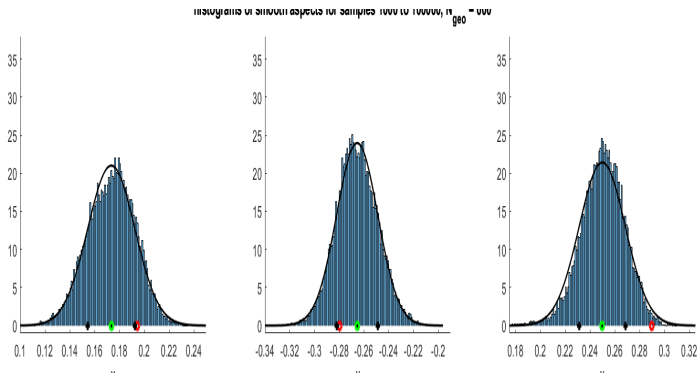 histograms of smooth aspects for samples 1000 to 100000, N_geo = 600
35 30 25 20 15 10 5 0
0.1 0.12 0.14 0.16 0.18 0.2 0.22 0.24
35 30 25 20 15 10 5 0
-0.34 -0.32 -0.3 -0.28 -0.26 -0.24 -0.22 -0.2
35 30 25 20 15 10 5 0
0.18 0.2 0.22 0.24 0.26 0.28 0.3 0.32